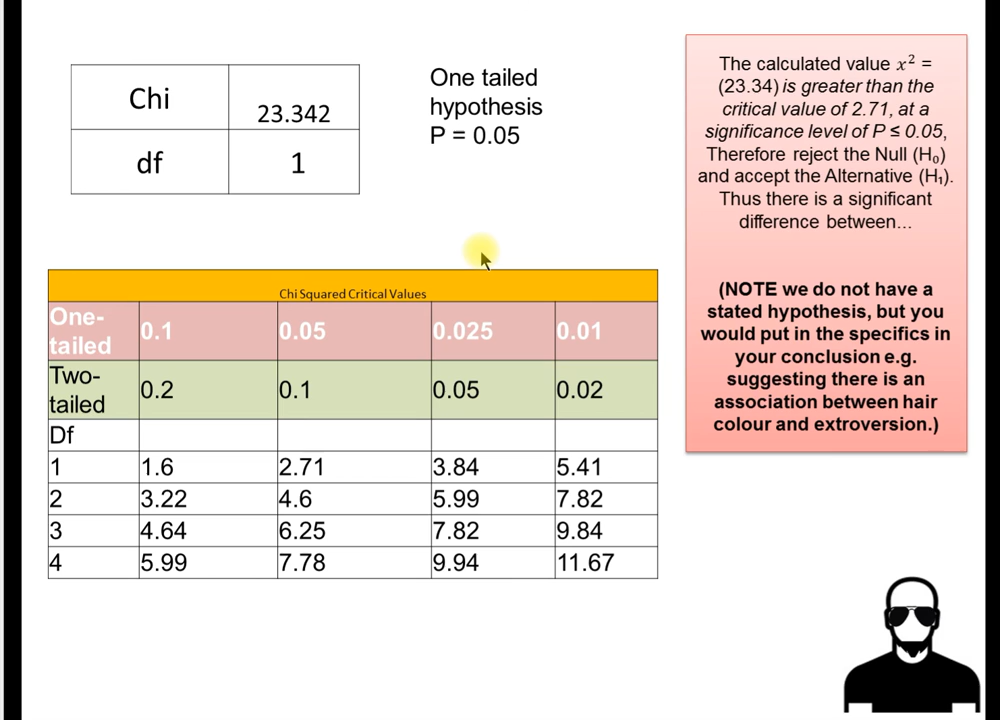 Chi 23.342
df 1
One tailed
hypothesis
P = 0.05
The calculated value x² =
(23.34) is greater than the
critical value of 2.71, at a
significance level of P ≤ 0.05,
Therefore reject the Null (H₀)
and accept the Alternative (H₁).
Thus there is a significant
difference between...
(NOTE we do not have a
stated hypothesis, but you
would put in the specifics in
your conclusion e.g.
suggesting there is an
association between hair
colour and extroversion.)
Chi Squared Critical Values
One-
tailed 0.1 0.05 0.025 0.01
Two-
tailed 0.2 0.1 0.05 0.02
Df
1 1.6 2.71 3.84 5.41
2 3.22 4.6 5.99 7.82
3 4.64 6.25 7.82 9.84
4 5.99 7.78 9.94 11.67